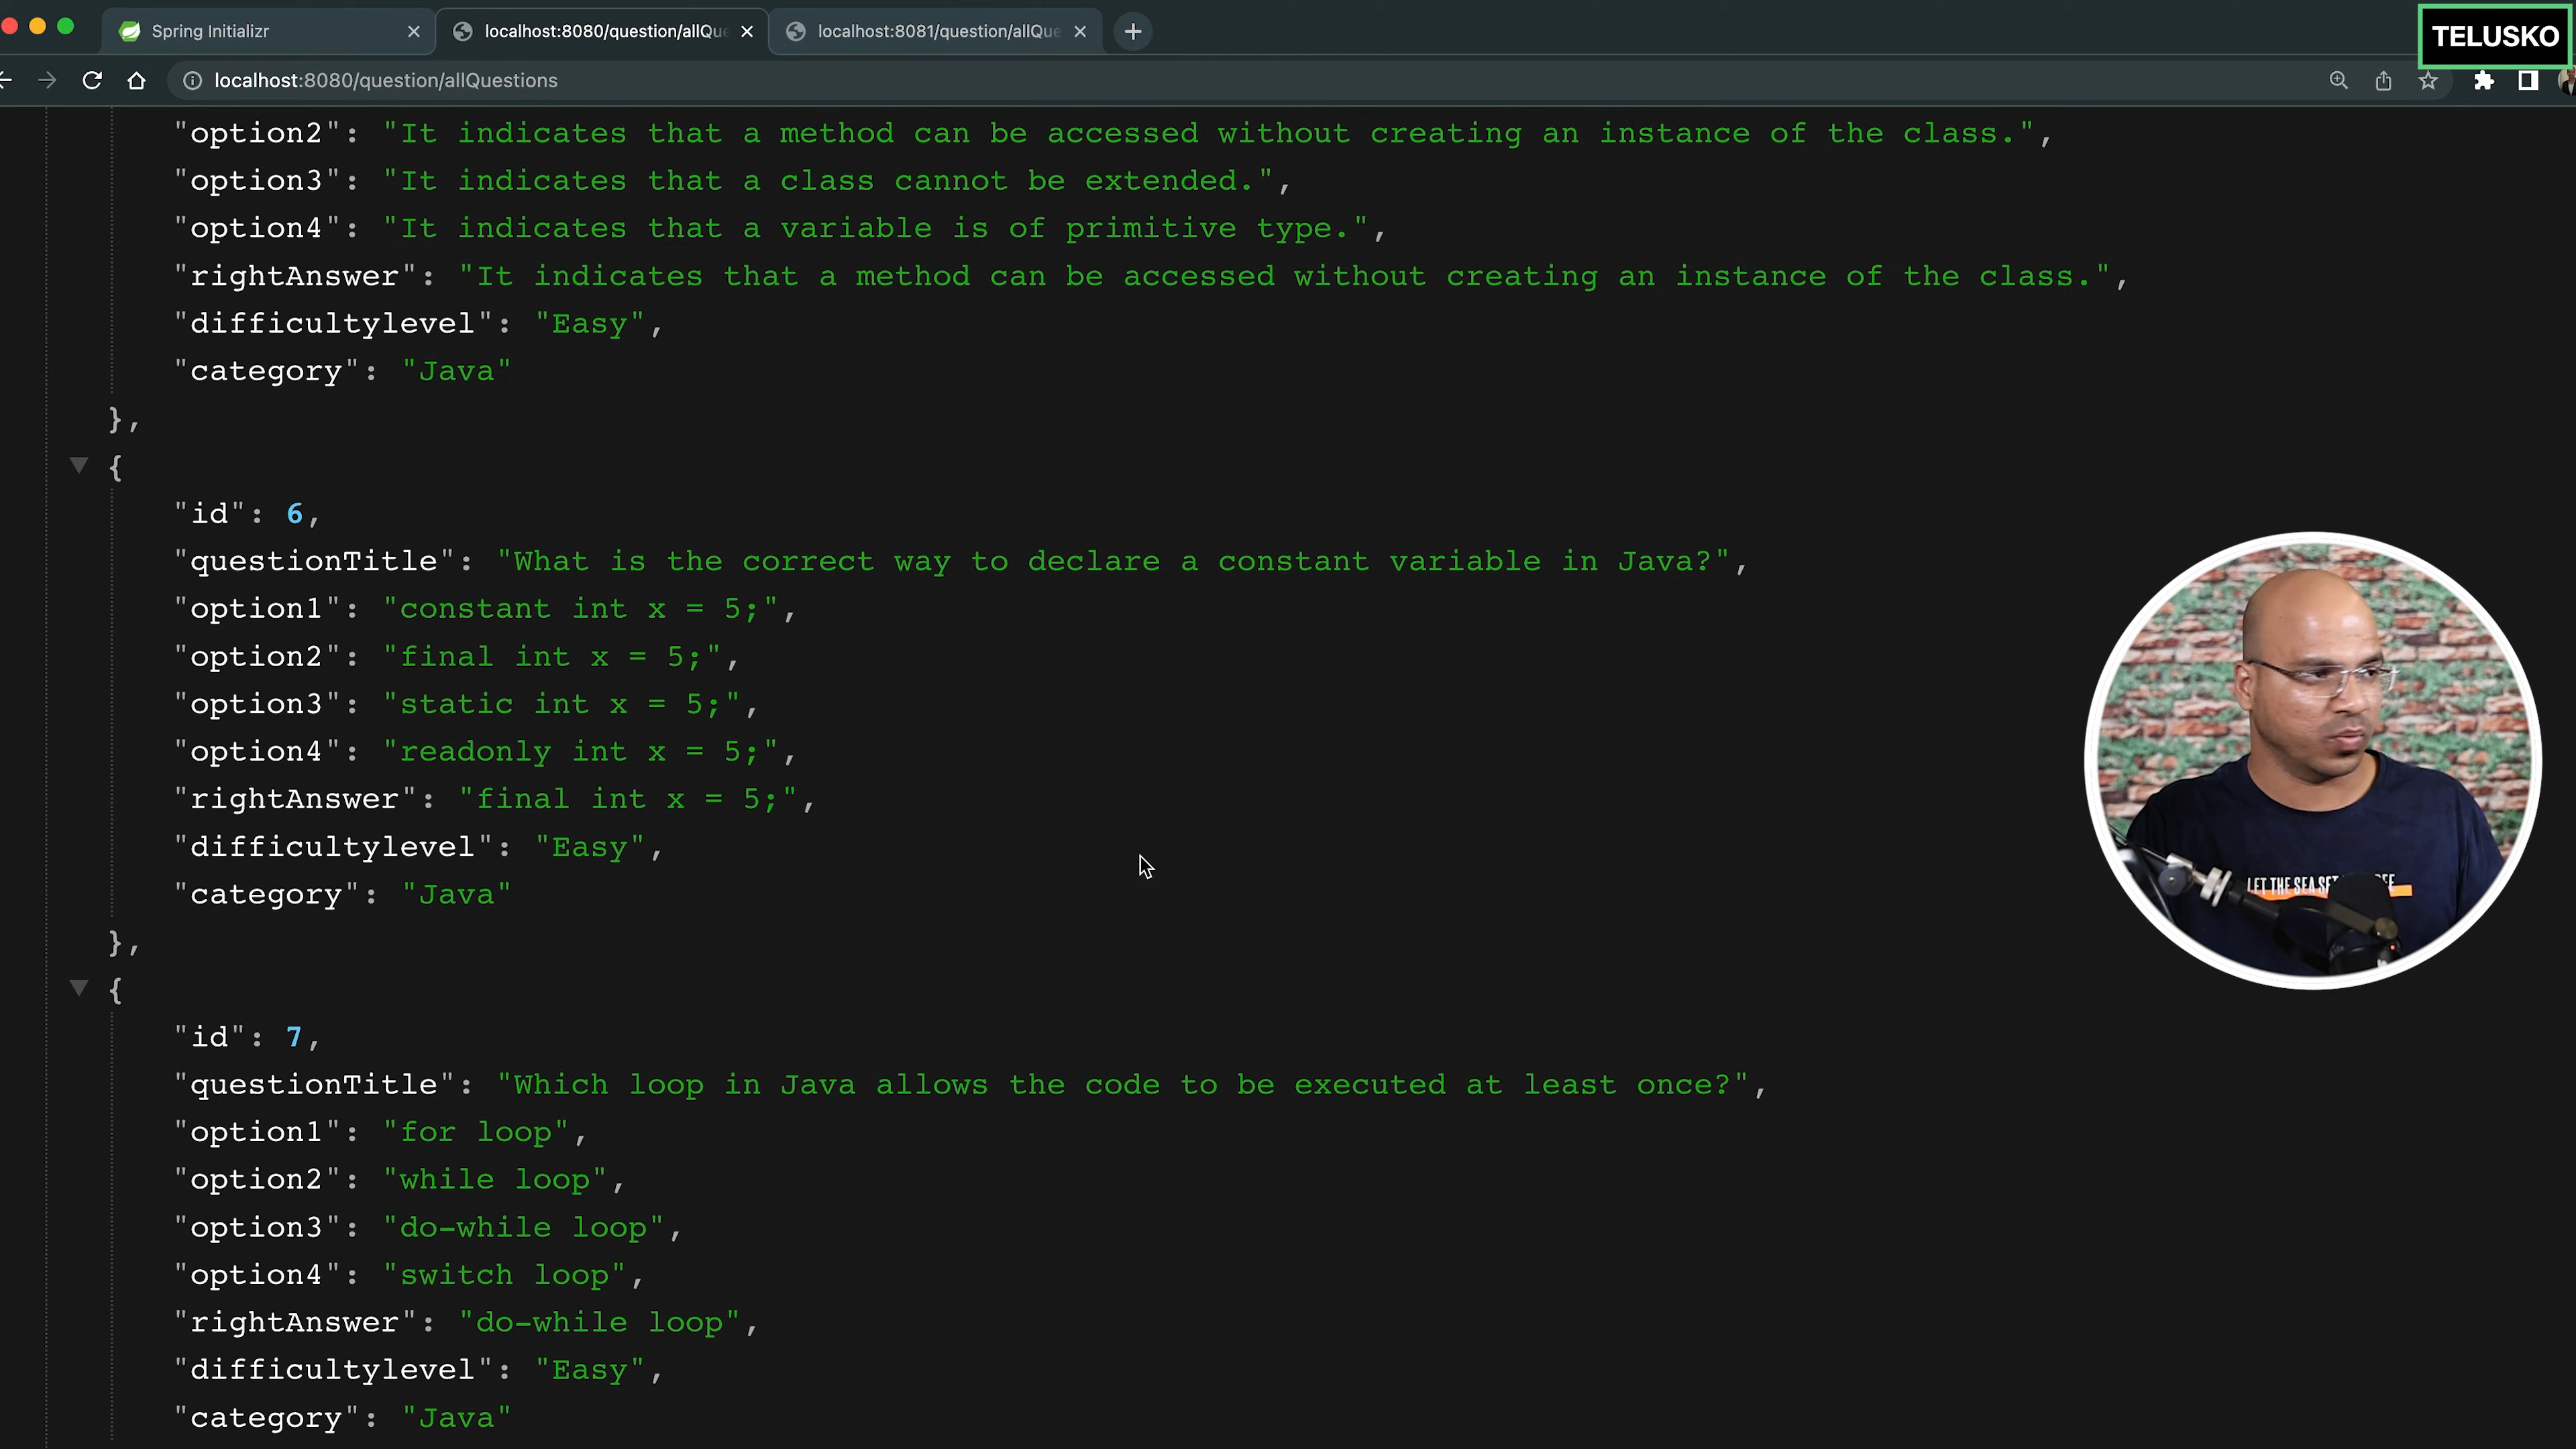 Spring Initializr
localhost:8080/question/allQu
localhost:8081/question/allQue
TELUSKO
localhost:8080/question/allQuestions
"option2": "It indicates that a method can be accessed without creating an instance of the class.",
"option3": "It indicates that a class cannot be extended.",
"option4": "It indicates that a variable is of primitive type.",
"rightAnswer": "It indicates that a method can be accessed without creating an instance of the class.",
"difficultylevel": "Easy",
"category": "Java"
},
{
"id": 6,
"questionTitle": "What is the correct way to declare a constant variable in Java?",
"option1": "constant int x = 5;",
"option2": "final int x = 5;",
"option3": "static int x = 5;",
"option4": "readonly int x = 5;",
"rightAnswer": "final int x = 5;",
"difficultylevel": "Easy",
"category": "Java"
},
{
"id": 7,
"questionTitle": "Which loop in Java allows the code to be executed at least once?",
"option1": "for loop",
"option2": "while loop",
"option3": "do-while loop",
"option4": "switch loop",
"rightAnswer": "do-while loop",
"difficultylevel": "Easy",
"category": "Java"
LET THE SEA